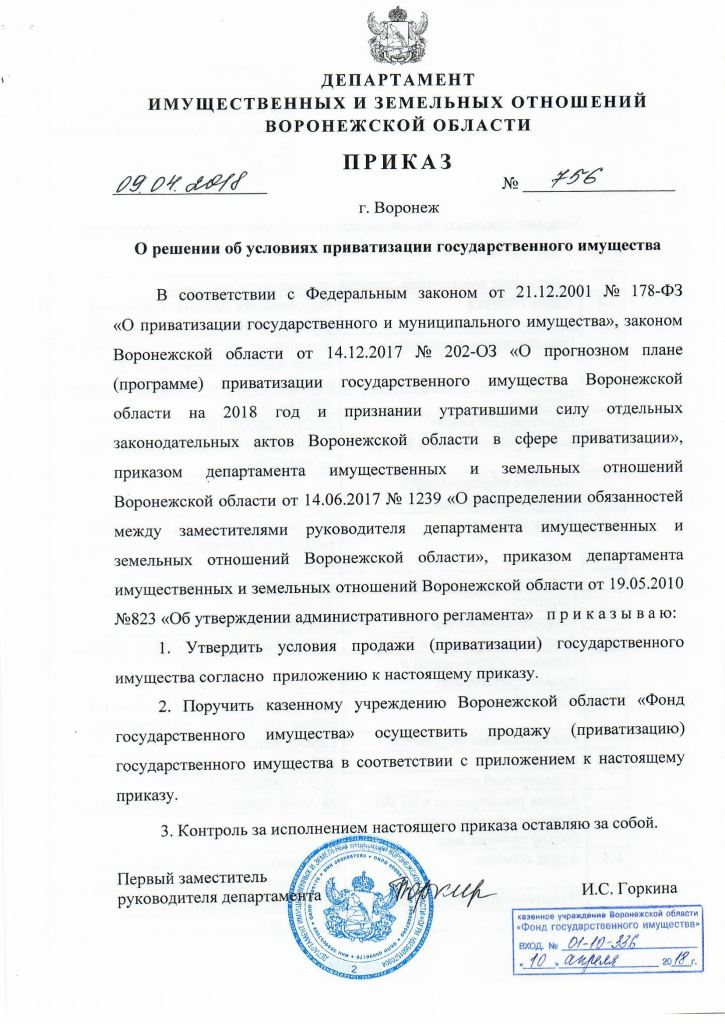 ДЕПАРТАМЕНТ
ИМУЩЕСТВЕННЫХ И ЗЕМЕЛЬНЫХ ОТНОШЕНИЙ
ВОРОНЕЖСКОЙ ОБЛАСТИ
ПРИКАЗ
09.04.2018 № 756
г. Воронеж
О решении об условиях приватизации государственного имущества
В соответствии с Федеральным законом от 21.12.2001 № 178-ФЗ
«О приватизации государственного и муниципального имущества», законом
Воронежской области от 14.12.2017 № 202-ОЗ «О прогнозном плане
(программе) приватизации государственного имущества Воронежской
области на 2018 год и признании утратившими силу отдельных
законодательных актов Воронежской области в сфере приватизации»,
приказом департамента имущественных и земельных отношений
Воронежской области от 14.06.2017 № 1239 «О распределении обязанностей
между заместителями руководителя департамента имущественных и
земельных отношений Воронежской области», приказом департамента
имущественных и земельных отношений Воронежской области от 19.05.2010
№823 «Об утверждении административного регламента» п р и к а з ы в а ю:
1. Утвердить условия продажи (приватизации) государственного
имущества согласно приложению к настоящему приказу.
2. Поручить казенному учреждению Воронежской области «Фонд
государственного имущества» осуществить продажу (приватизацию)
государственного имущества в соответствии с приложением к настоящему
приказу.
3. Контроль за исполнением настоящего приказа оставляю за собой.
Первый заместитель
руководителя департамента И.С. Горкина
казенное учреждение Воронежской области
«Фонд государственного имущества»
ВХОД. № 01-10-336
«10» апреля 2018 г.
ДЕПАРТАМЕНТ ИМУЩЕСТВЕННЫХ И ЗЕМЕЛЬНЫХ ОТНОШЕНИЙ ВОРОНЕЖСКОЙ ОБЛАСТИ
2